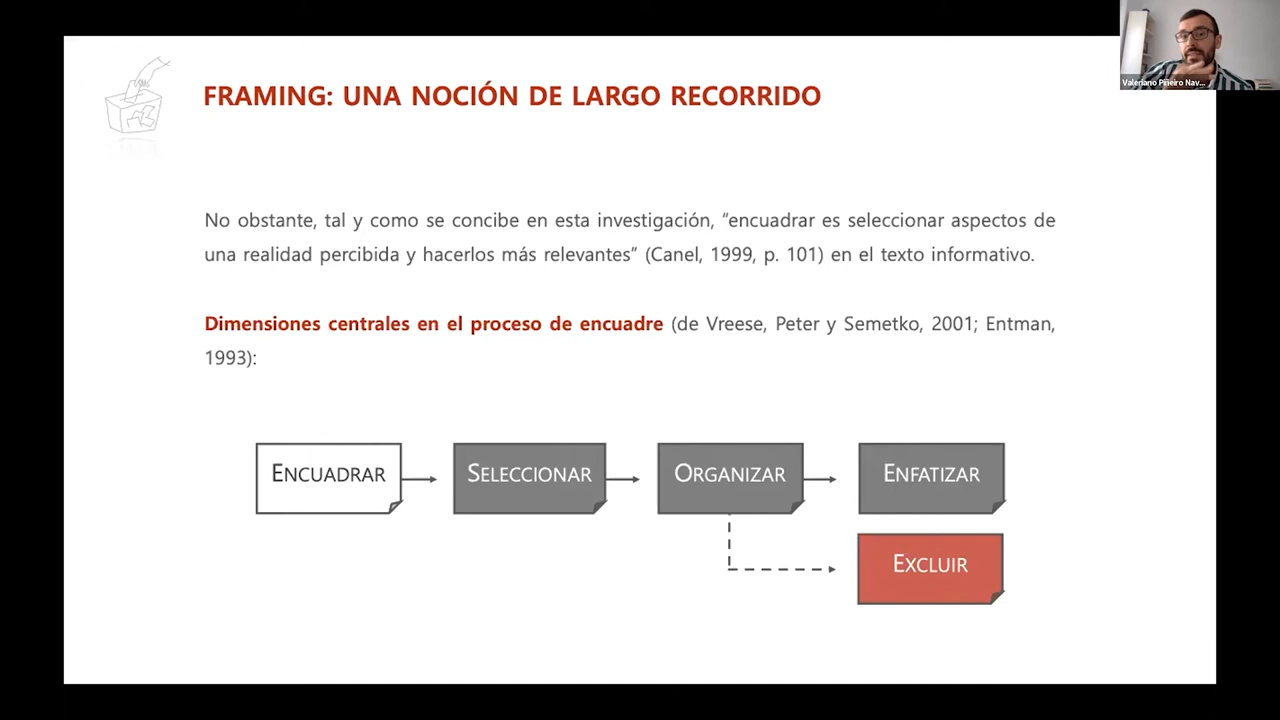 FRAMING: UNA NOCIÓN DE LARGO RECORRIDO
Valeriano Piñeiro Nav...
No obstante, tal y como se concibe en esta investigación, “encuadrar es seleccionar aspectos de
una realidad percibida y hacerlos más relevantes” (Canel, 1999, p. 101) en el texto informativo.
Dimensiones centrales en el proceso de encuadre (de Vreese, Peter y Semetko, 2001; Entman,
1993):
ENCUADRAR
SELECCIONAR
ORGANIZAR
ENFATIZAR
EXCLUIR